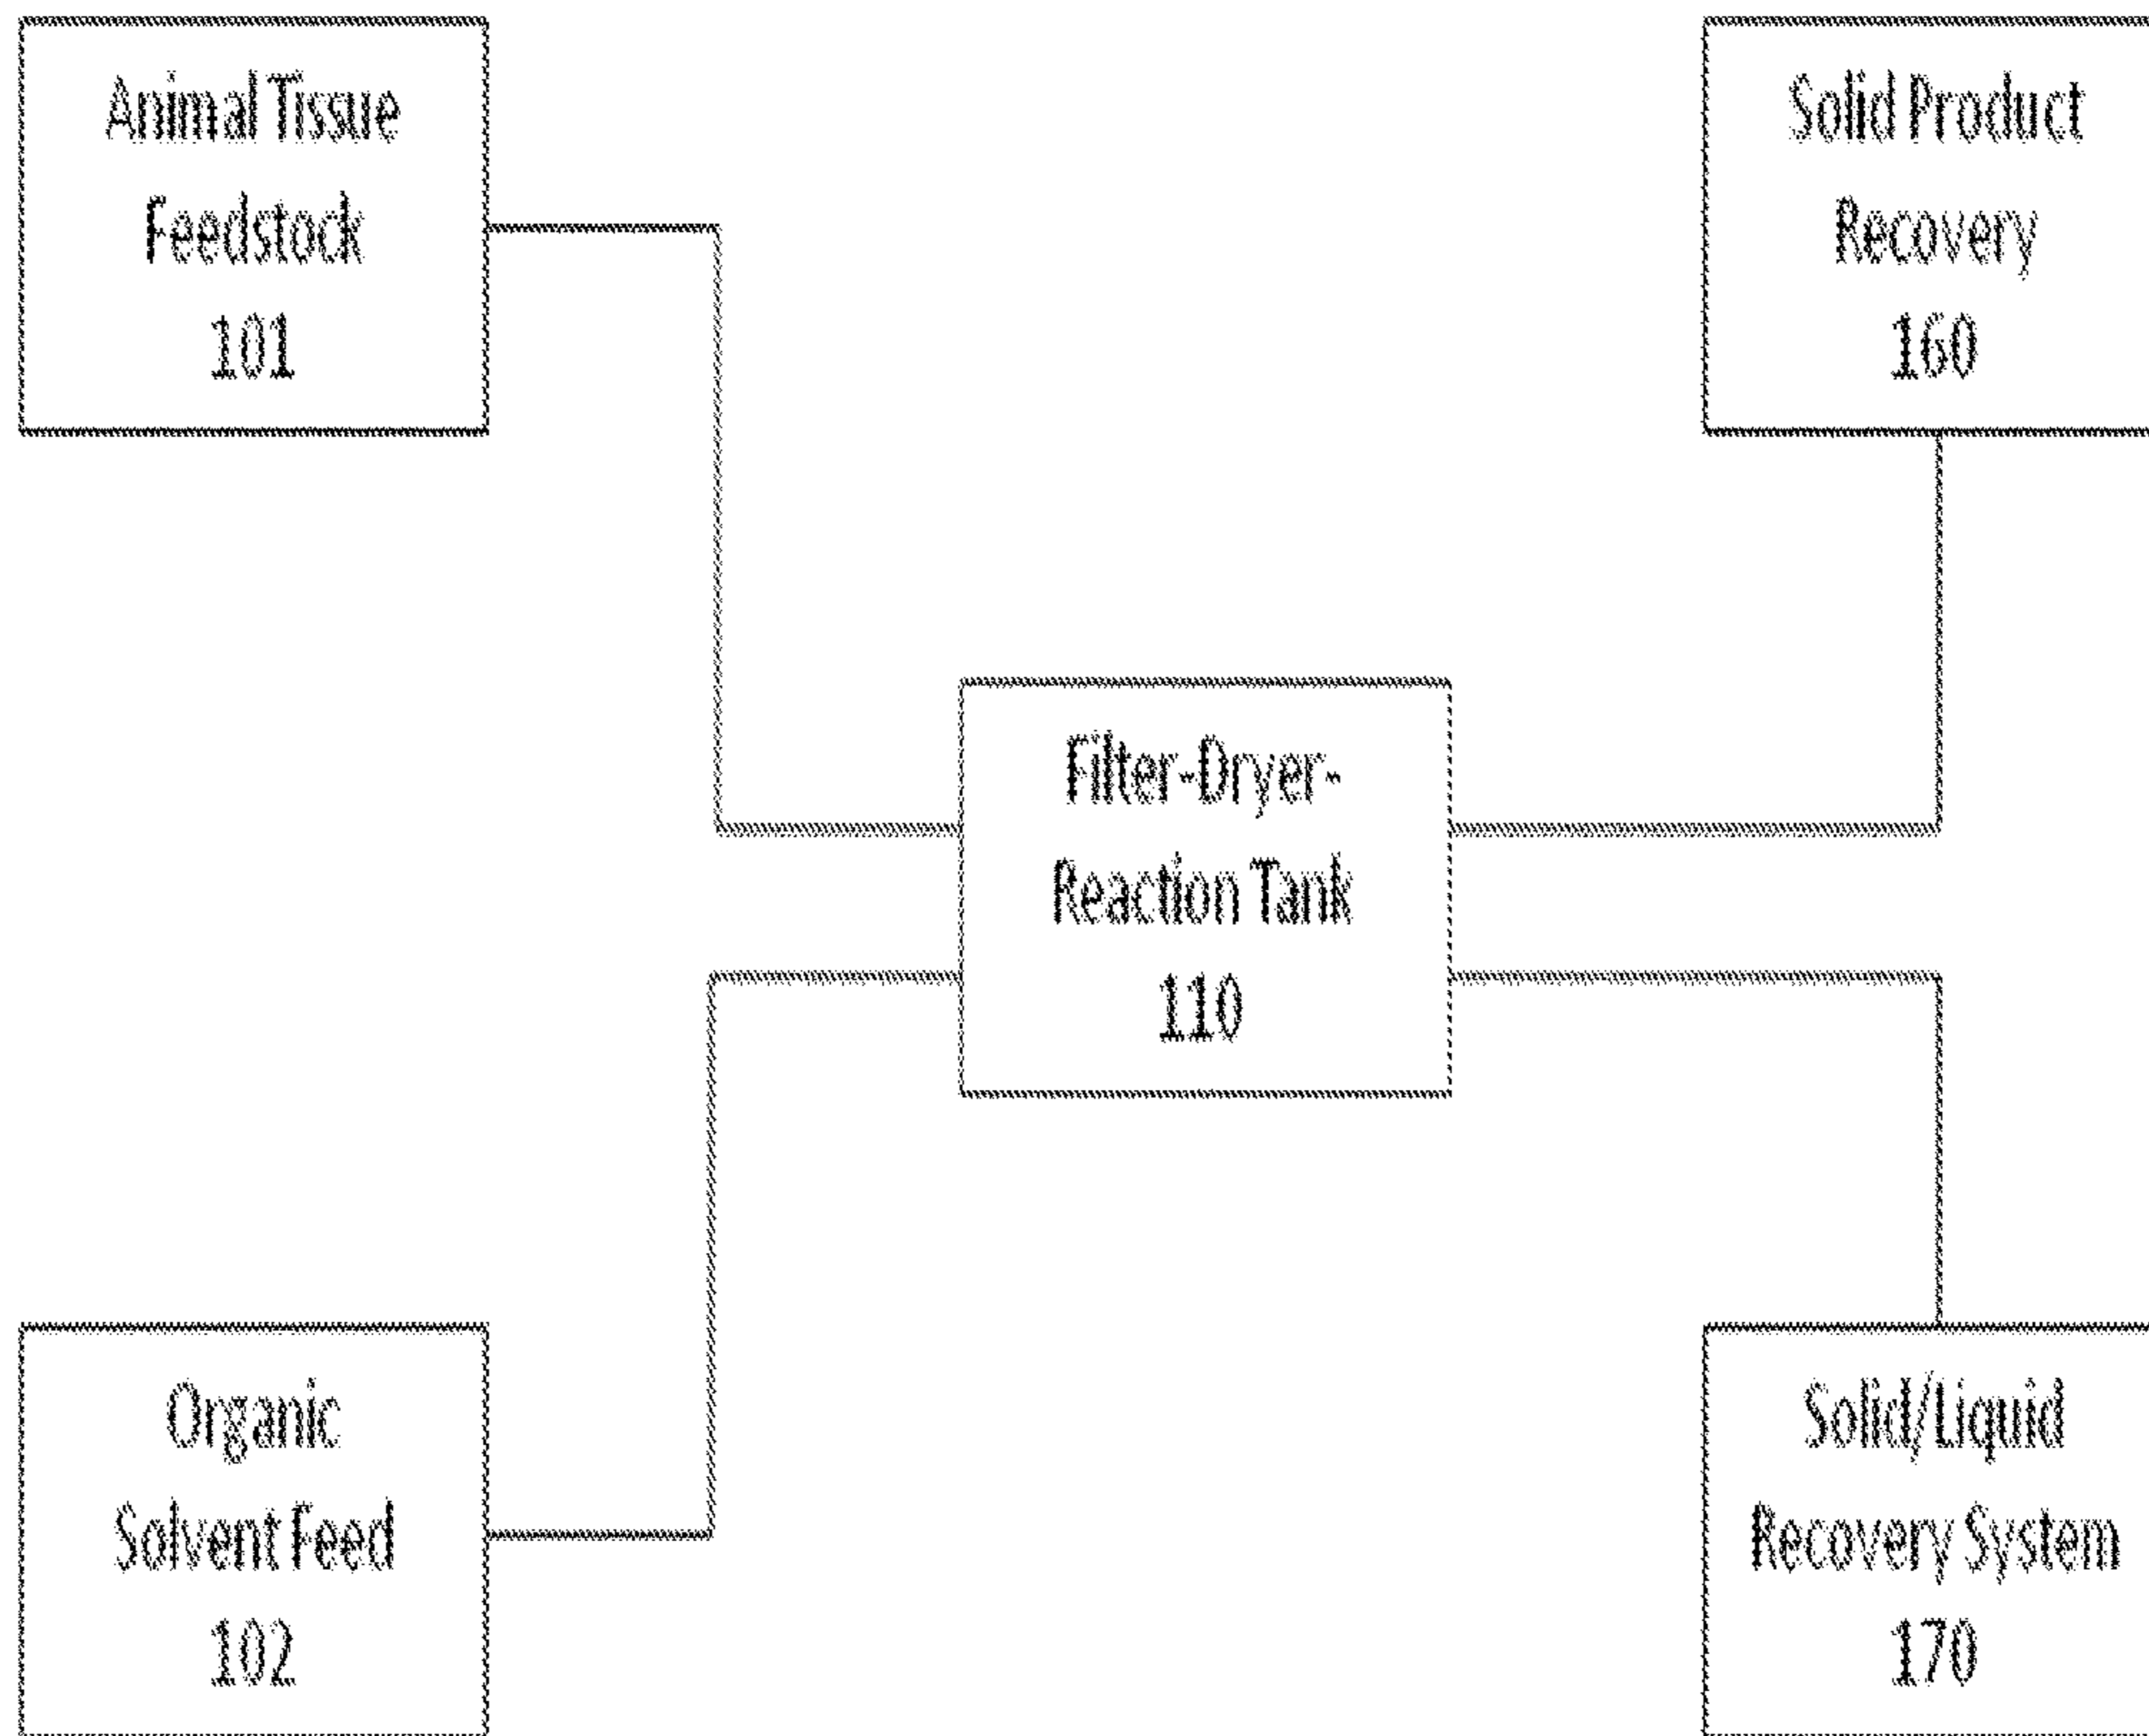 Animal Tissue
Feedstock
101
Solid Product
Recovery
160
Filter-Dryer-
Reaction Tank
110
Organic
Solvent Feed
102
Solid/Liquid
Recovery System
170